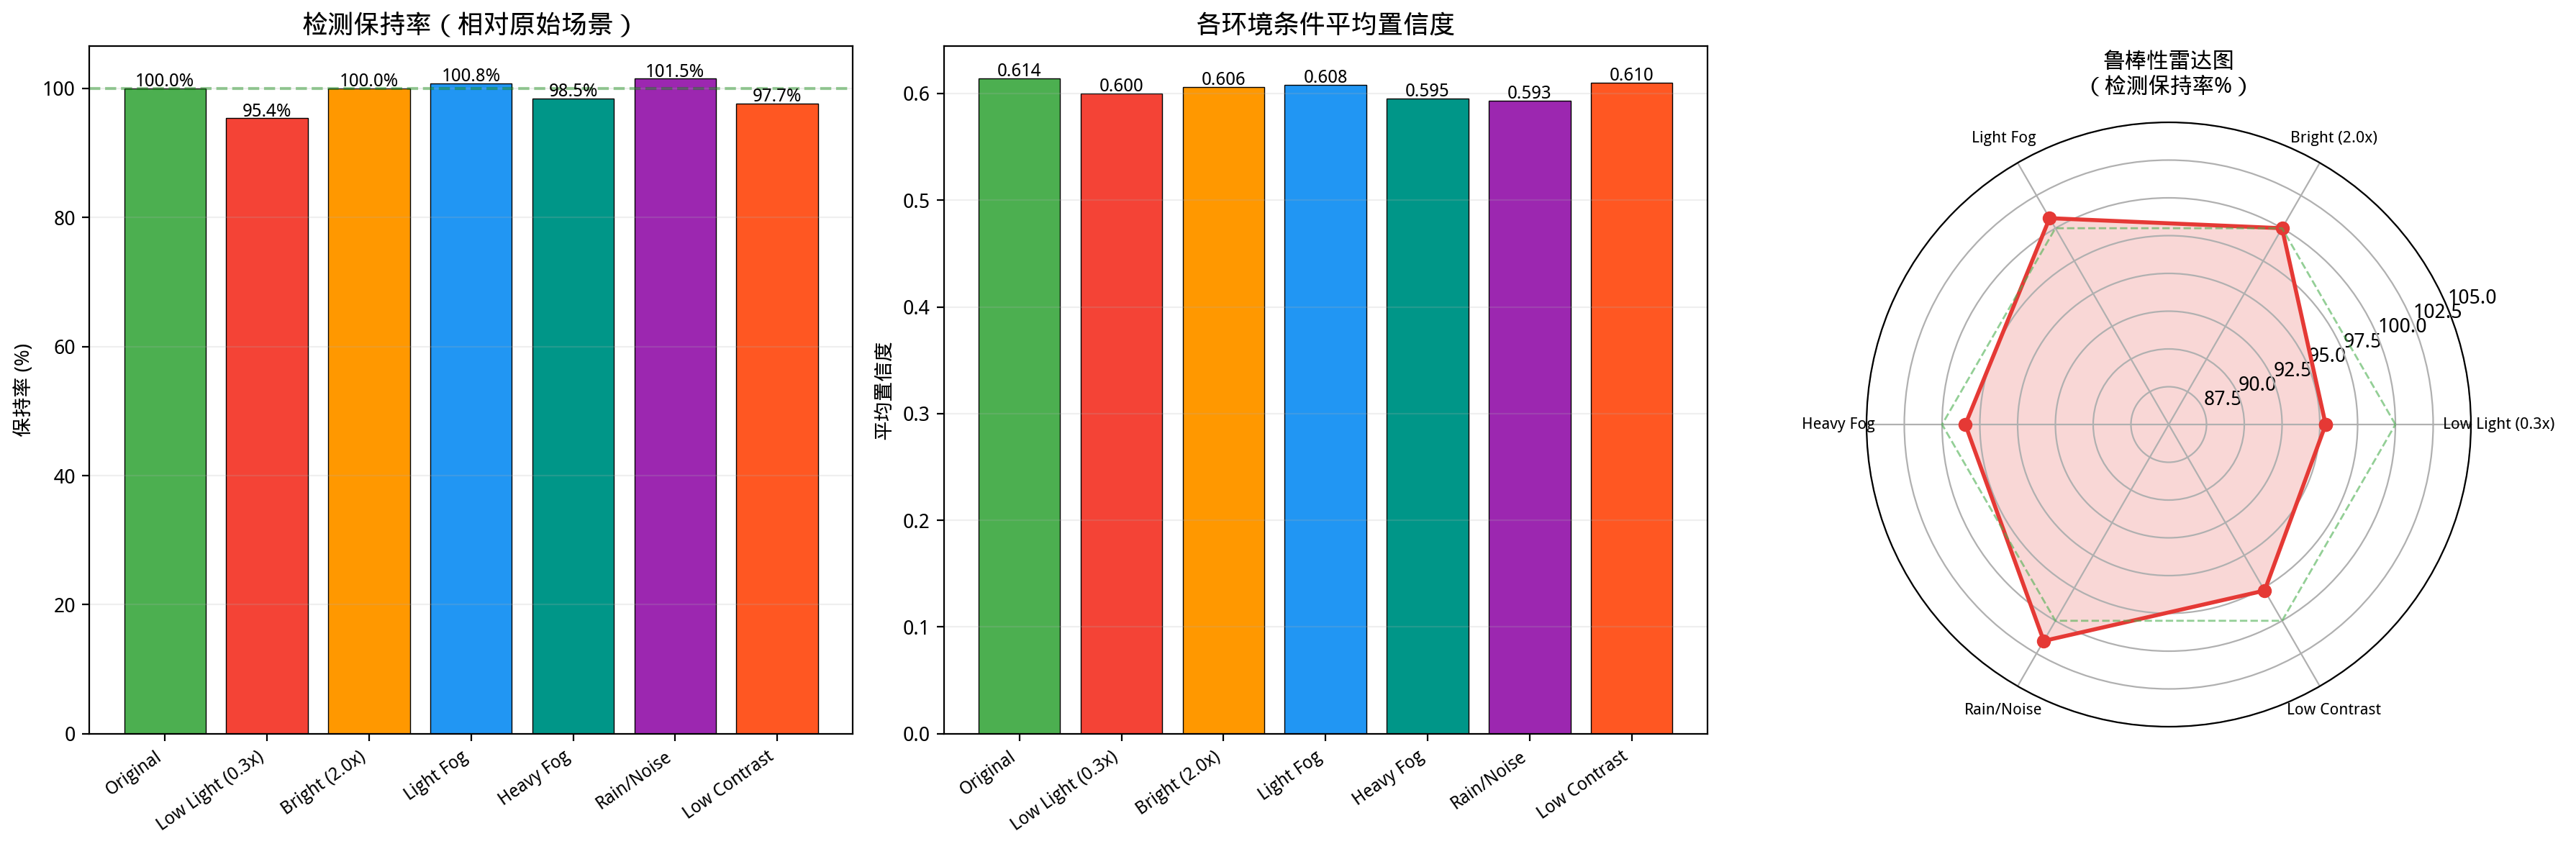 检测保持率（相对原始场景）
保持率 (%)
100
80
60
40
20
0
100.0%
95.4%
100.0%
100.8%
98.5%
101.5%
97.7%
Original
Low Light (0.3x)
Bright (2.0x)
Light Fog
Heavy Fog
Rain/Noise
Low Contrast
各环境条件平均置信度
平均置信度
0.6
0.5
0.4
0.3
0.2
0.1
0.0
0.614
0.600
0.606
0.608
0.595
0.593
0.610
Original
Low Light (0.3x)
Bright (2.0x)
Light Fog
Heavy Fog
Rain/Noise
Low Contrast
鲁棒性雷达图
（检测保持率%）
Light Fog
Bright (2.0x)
105.0
102.5
100.0
97.5
95.0
92.5
90.0
87.5
Heavy Fog
Low Light (0.3x)
Rain/Noise
Low Contrast